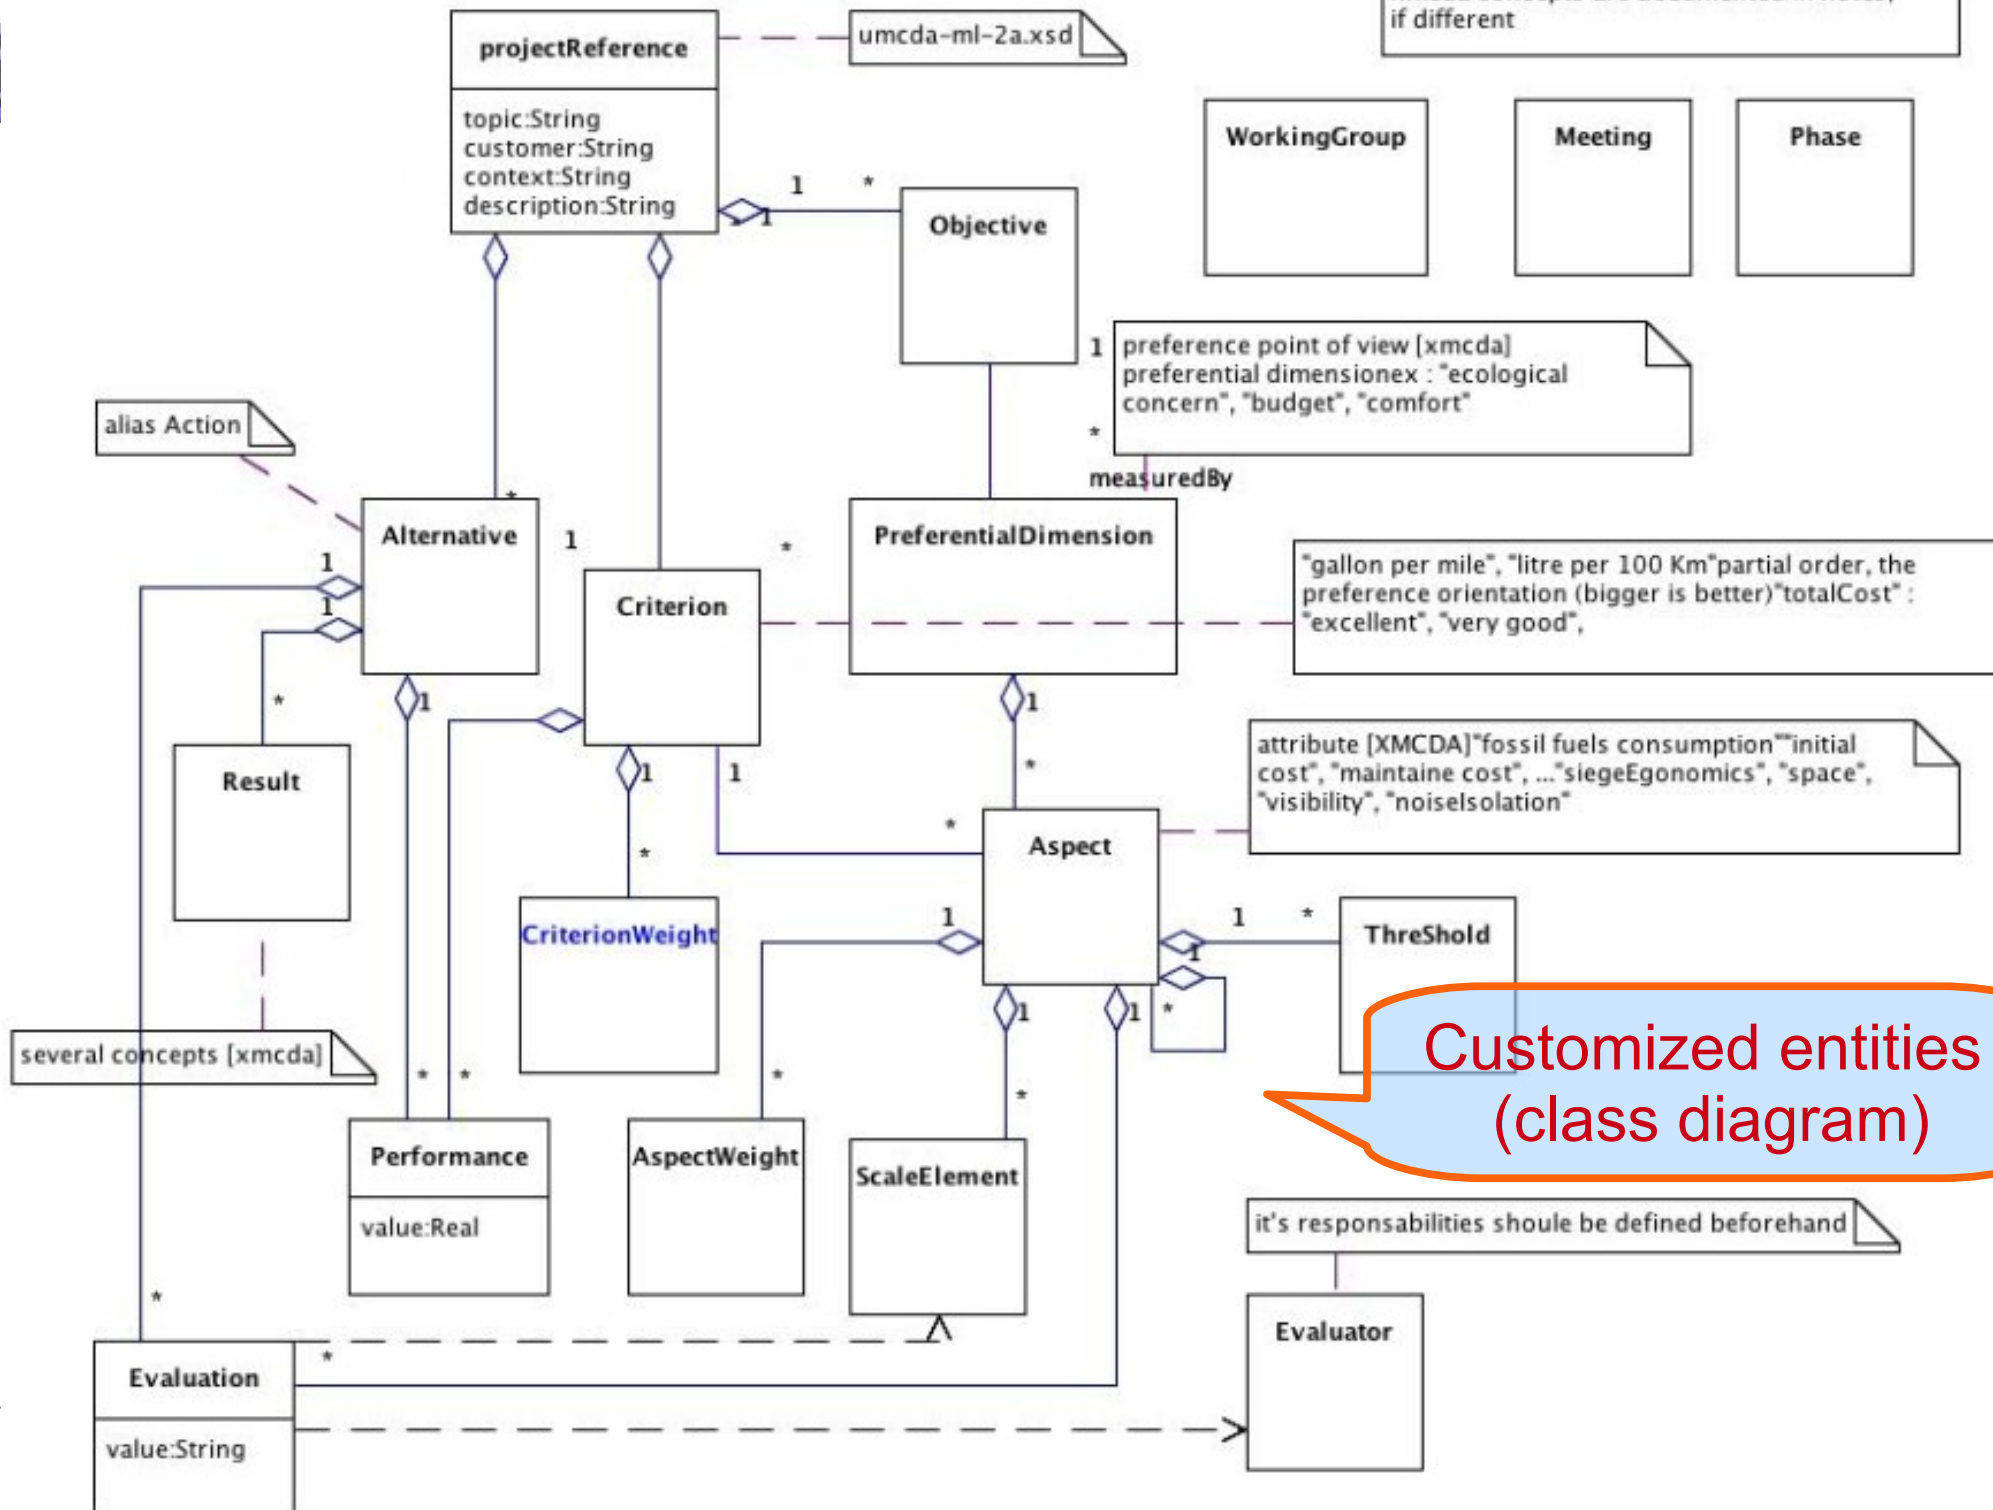 if different
projectReference
umcda-ml-2a.xsd
topic:String
customer:String
context:String
description:String
WorkingGroup
Meeting
Phase
1
*
1
1
Objective
1
preference point of view [xmcda]
preferential dimensionex : "ecological
concern", "budget", "comfort"
*
measuredBy
alias Action
*
Alternative
1
*
PreferentialDimension
1
1
Criterion
"gallon per mile", "litre per 100 Km"partial order, the
preference orientation (bigger is better)"totalCost" :
"excellent", "very good",
*
1
1
1
1
*
Result
attribute [XMCDA]"fossil fuels consumption""initial
cost", "maintaine cost", ..."siegeEgonomics", "space",
"visibility", "noiseIsolation"
*
*
Aspect
CriterionWeight
1
1
*
ThreShold
1
1
1
*
several concepts [xmcda]
*
*
*
*
Customized entities
(class diagram)
Performance
value:Real
AspectWeight
ScaleElement
it's responsabilities shoule be defined beforehand
*
*
Evaluation
value:String
Evaluator